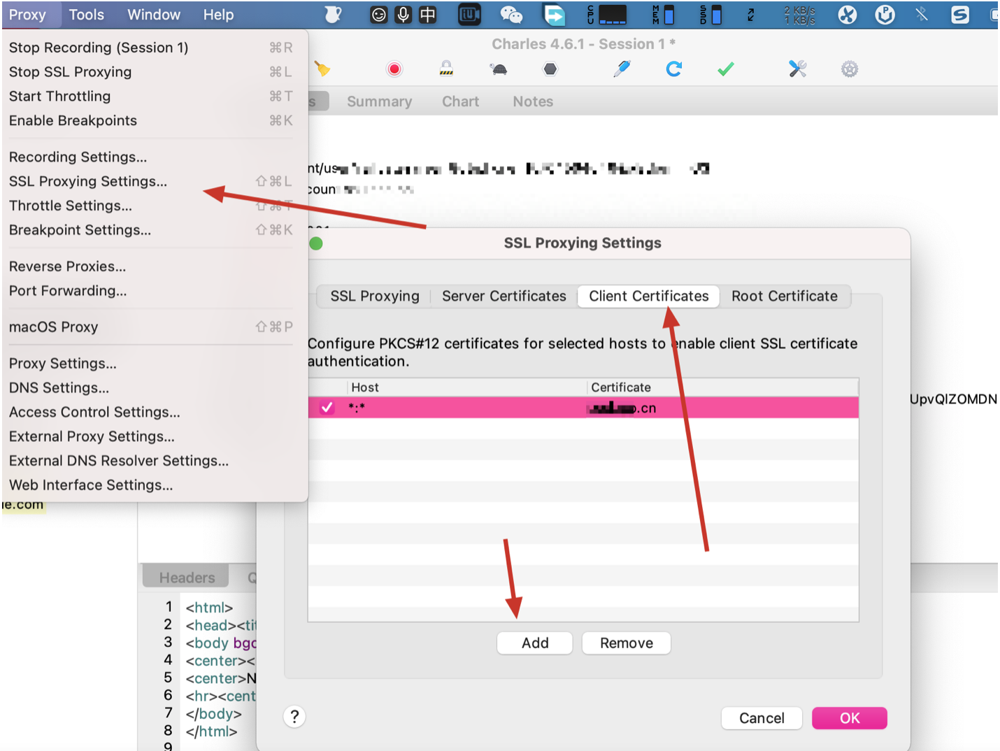 Proxy Tools Window Help 中 CPU MEM SSD 2 KB/s 1 KB/s
Charles 4.6.1 - Session 1 *
Stop Recording (Session 1) ⌘R
Stop SSL Proxying ⌘L
Start Throttling ⌘T
Enable Breakpoints ⌘K
Recording Settings...
SSL Proxying Settings... ⇧⌘L
Throttle Settings... ⇧⌘T
Breakpoint Settings... ⇧⌘K
Reverse Proxies...
Port Forwarding...
macOS Proxy ⇧⌘P
Proxy Settings...
DNS Settings...
Access Control Settings...
External Proxy Settings...
External DNS Resolver Settings...
Web Interface Settings...
s Summary Chart Notes
nt/us
coun
SSL Proxying Settings
SSL Proxying Server Certificates Client Certificates Root Certificate
Configure PKCS#12 certificates for selected hosts to enable client SSL certificate
authentication.
Host Certificate
*:* .cn
UpvQlZOMDN
Add Remove
? Cancel OK
le.com
Headers Q
1 <html>
2 <head><tit
3 <body bgc
4 <center><
5 <center>N
6 <hr><cent
7 </body>
8 </html>
9